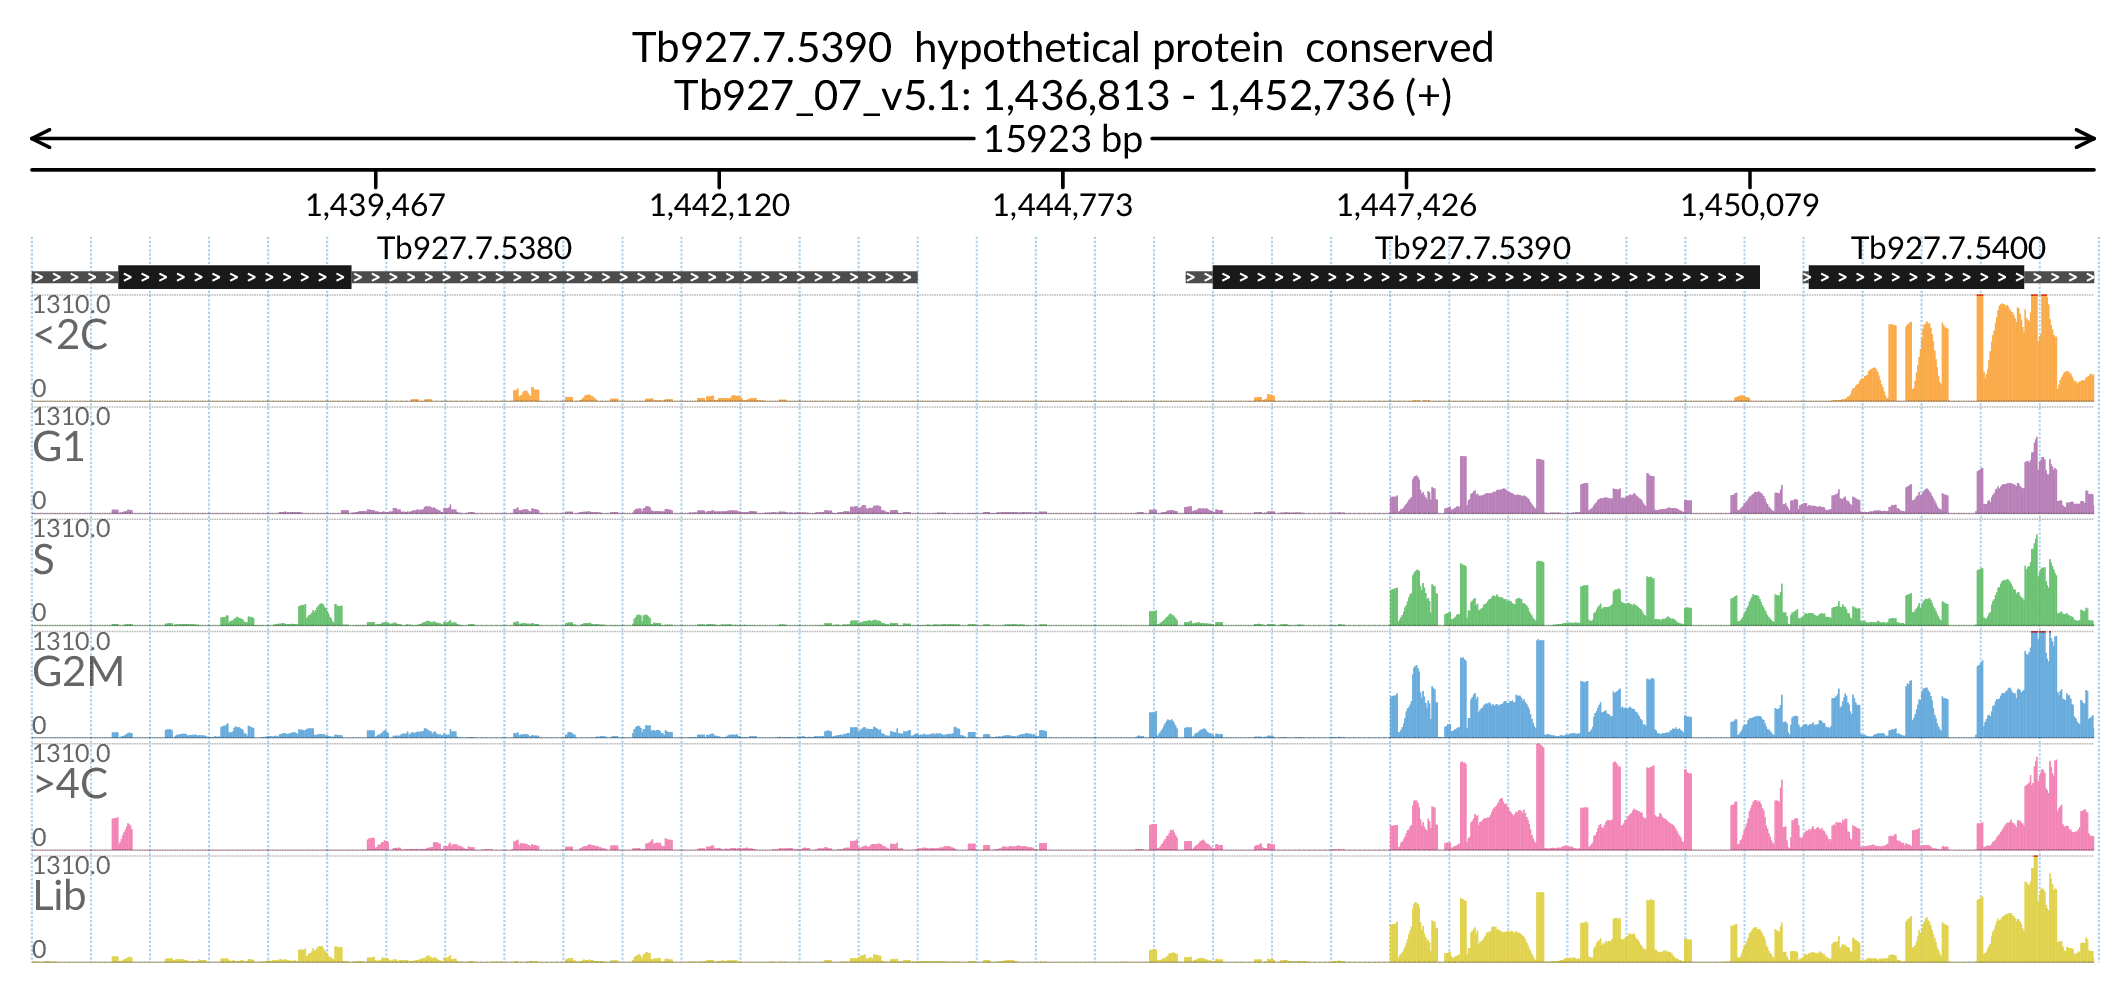 Tb927.7.5390 hypothetical protein conserved
Tb927_07_v5.1: 1,436,813 - 1,452,736 (+)
15923 bp
1,439,467 1,442,120 1,444,773 1,447,426 1,450,079
Tb927.7.5380 Tb927.7.5390 Tb927.7.5400
1310.0
<2C
0
1310.0
G1
0
1310.0
S
0
1310.0
G2M
0
1310.0
>4C
0
1310.0
Lib
0